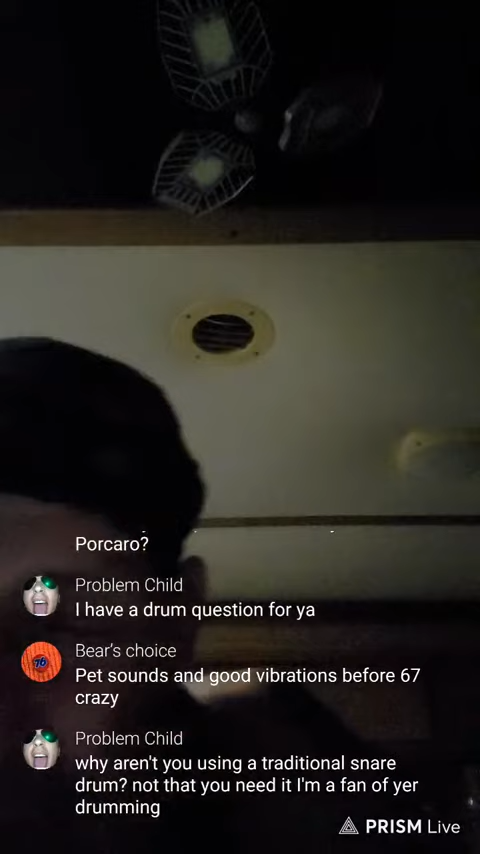 Porcaro?
Problem Child
I have a drum question for ya
Bear's choice
76
Pet sounds and good vibrations before 67
crazy
Problem Child
why aren't you using a traditional snare
drum? not that you need it I'm a fan of yer
drumming
PRISM Live